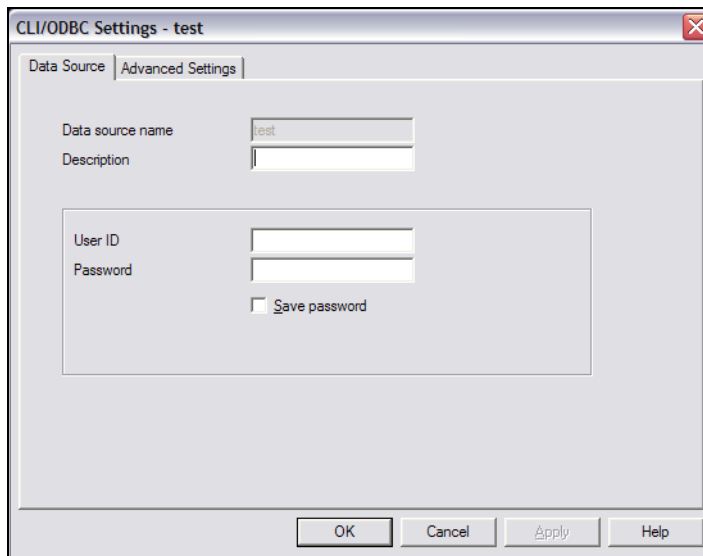 CLI/ODBC Settings - test
Data Source Advanced Settings
Data source name test
Description
User ID
Password
Save password
OK Cancel Apply Help